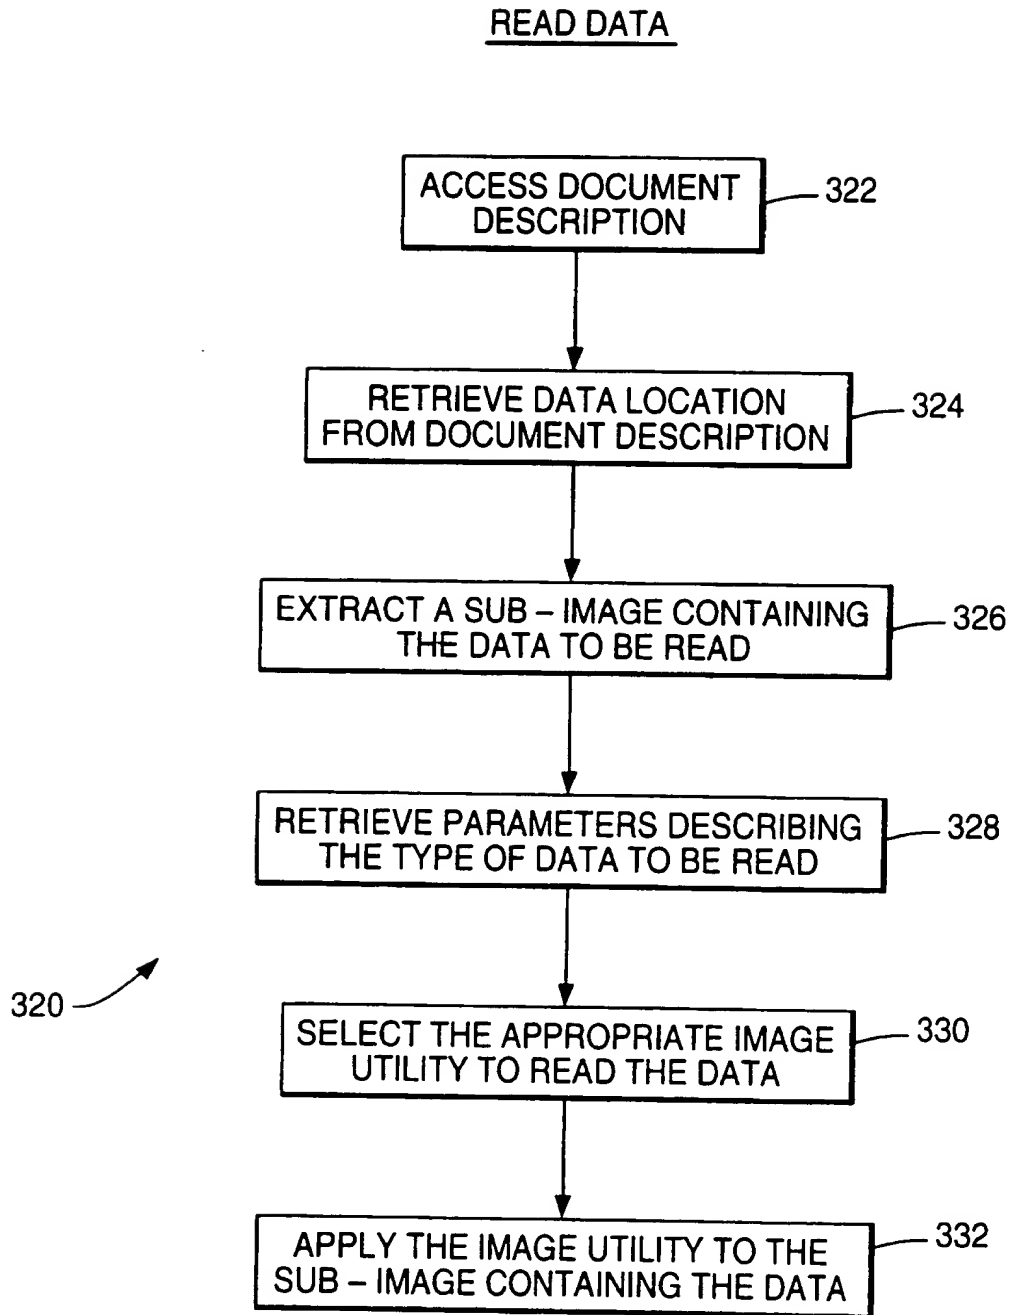 READ DATA
ACCESS DOCUMENT
DESCRIPTION
322
RETRIEVE DATA LOCATION
FROM DOCUMENT DESCRIPTION
324
EXTRACT A SUB – IMAGE CONTAINING
THE DATA TO BE READ
326
RETRIEVE PARAMETERS DESCRIBING
THE TYPE OF DATA TO BE READ
328
320
SELECT THE APPROPRIATE IMAGE
UTILITY TO READ THE DATA
330
APPLY THE IMAGE UTILITY TO THE
SUB – IMAGE CONTAINING THE DATA
332